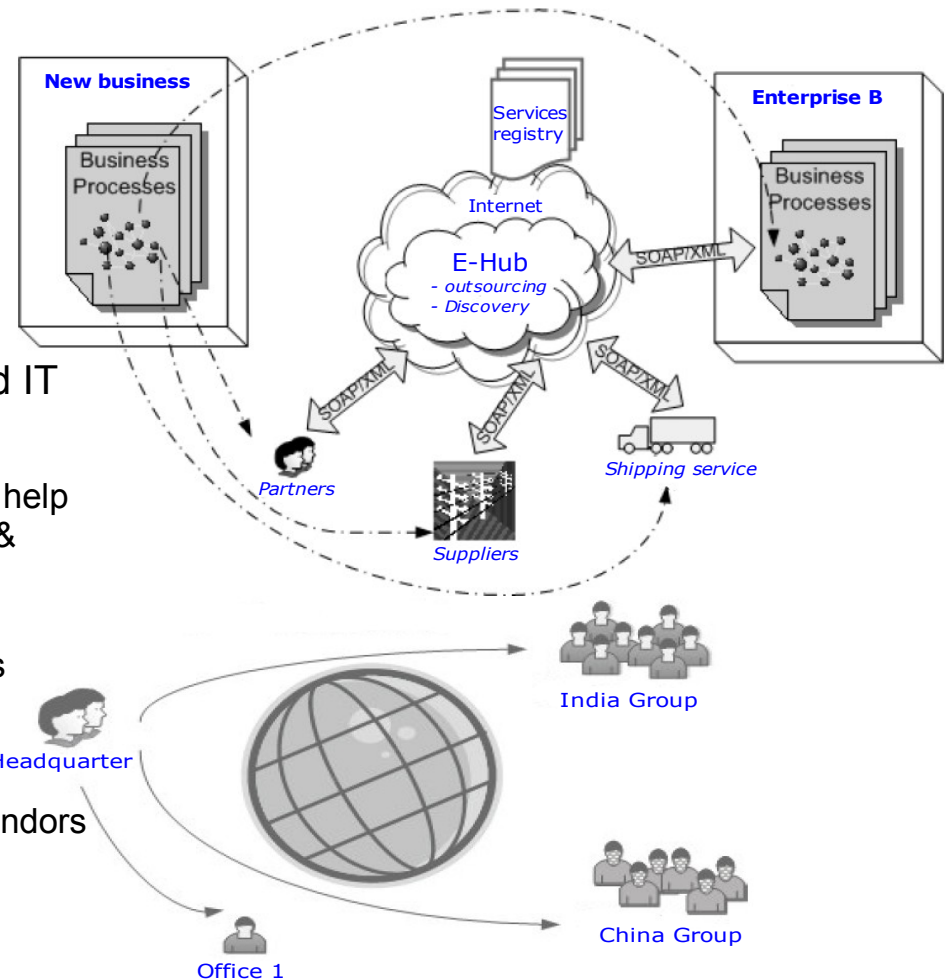 New business
Business
Processes
Services
registry
Internet
E-Hub
- outsourcing
- Discovery
SOAP/XML
Enterprise B
Business
Processes
SOAP/XML
SOAP/XML
SOAP/XML
Partners
Suppliers
Shipping service
d IT
help
&
s
ndors
Headquarter
India Group
China Group
Office 1